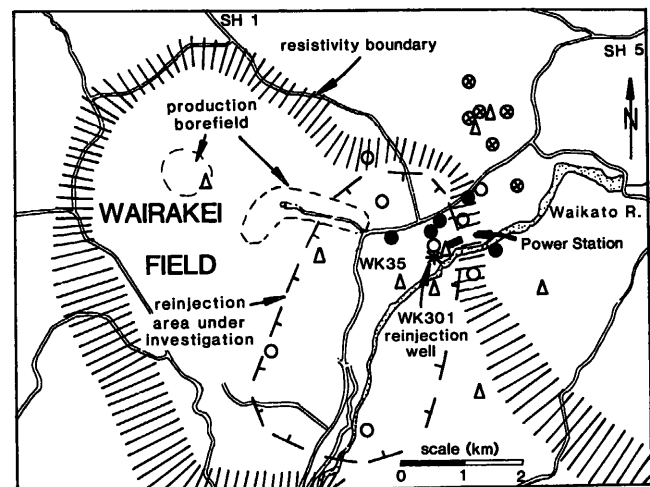 SH 1
resistivity boundary
SH 5
production
borefield
N
WAIRAKEI
FIELD
Waikato R.
Power Station
WK35
reinjection
area under
investigation
WK301
reinjection
well
scale (km)
0 1 2